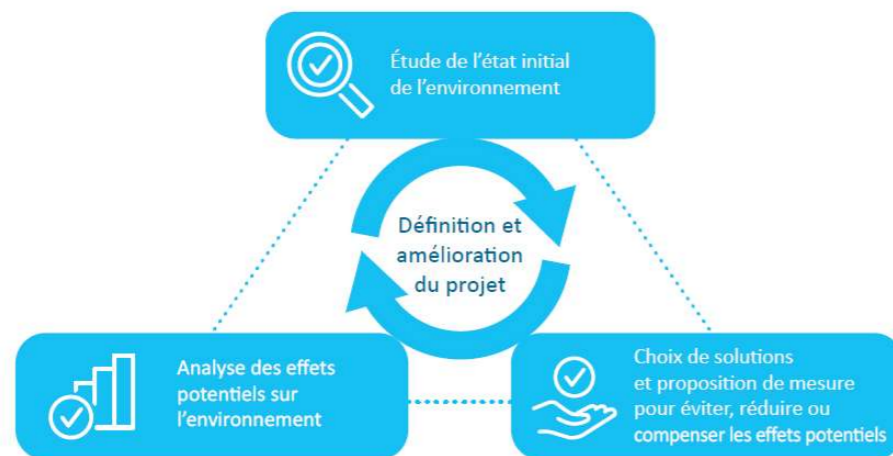 Étude de l'état initial
de l'environnement
Définition et
amélioration
du projet
Analyse des effets
potentiels sur
l'environnement
Choix de solutions
et proposition de mesure
pour éviter, réduire ou
compenser les effets potentiels